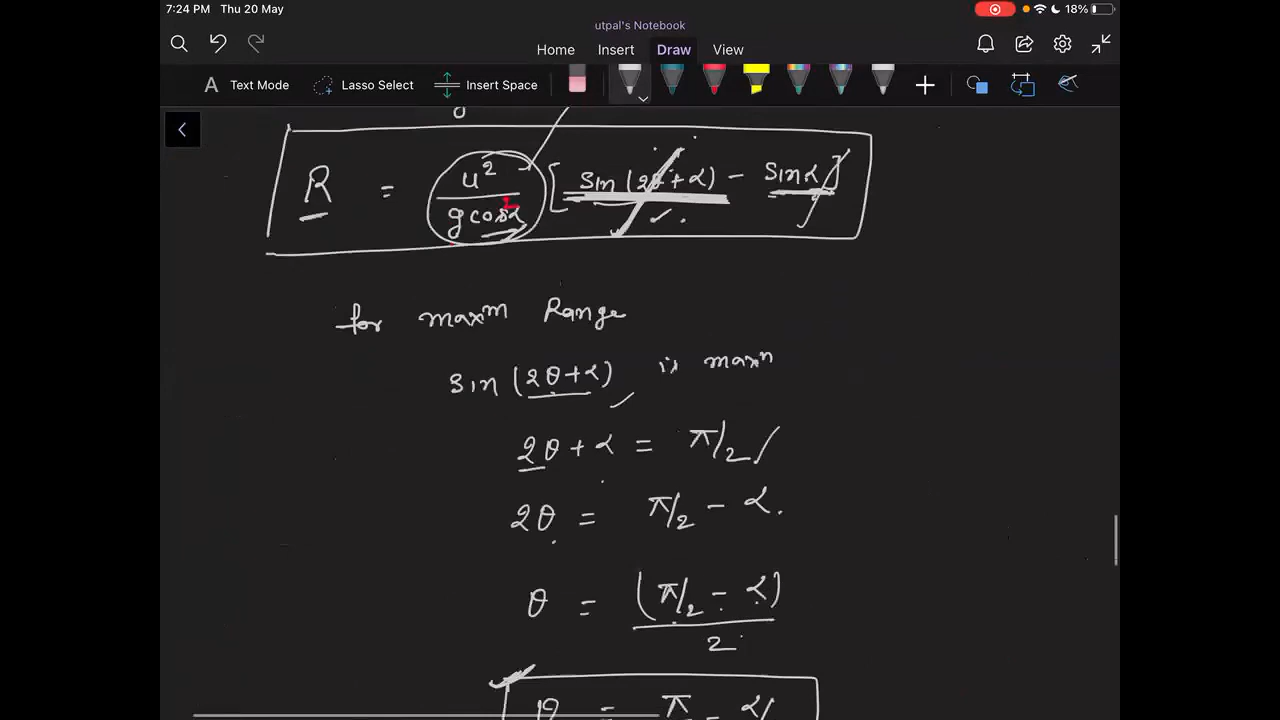 7:24 PM Thu 20 May
18%
utpal's Notebook
Home Insert Draw View
Text Mode Lasso Select Insert Space
R = u²/(g cos²α) [sin(2θ+α) - sinα]
for maxm Range
sin (2θ+α) is maxm
2θ+α = π/2
2θ = π/2 - α.
θ = (π/2 - α)/2
θ = π - α/